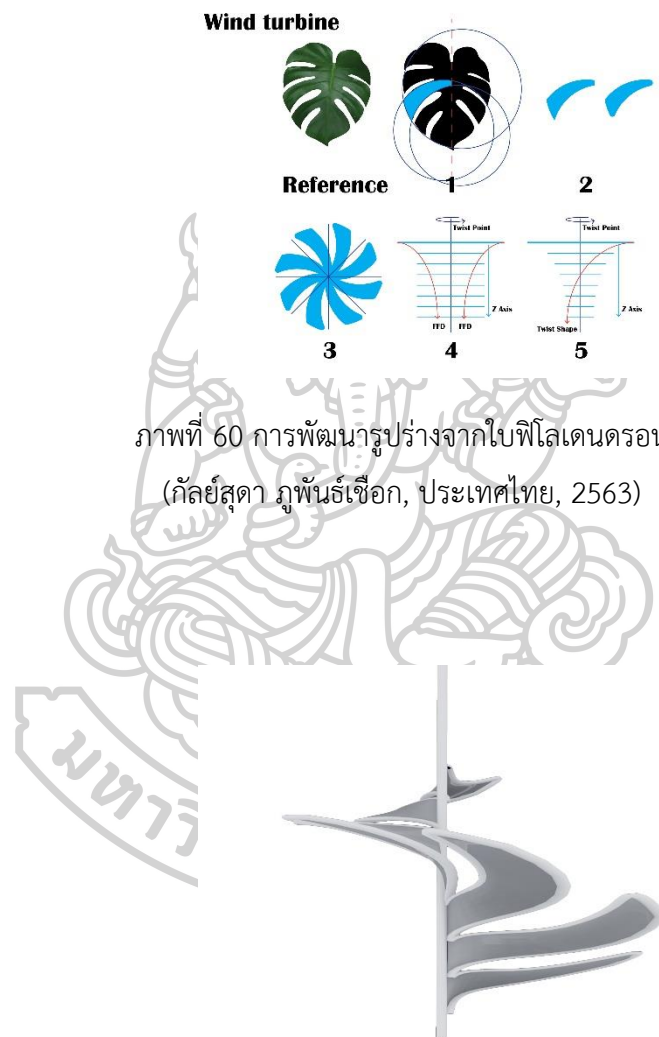 Wind turbine
Reference
1
2
Twist Point
Z Axis
FFD
FFD
3
4
Twist Point
Z Axis
Twist Shape
5
ภาพที่ 60 การพัฒนารูปร่างจากใบฟิโลเดนดรอน
(กัลย์สุดา ภูพันธ์เชือก, ประเทศไทย, 2563)